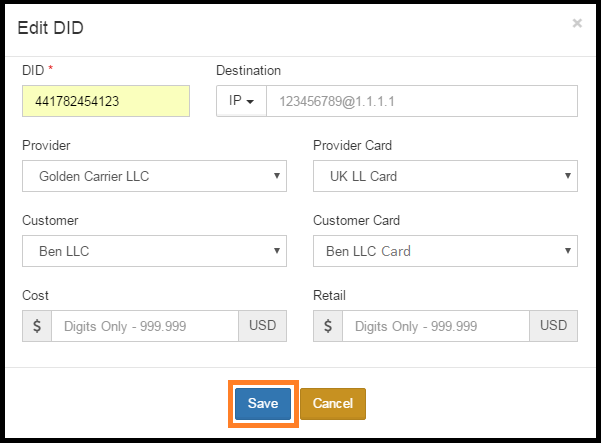 Edit DID ×
DID * Destination
441782454123 IP 123456789@1.1.1.1
Provider Provider Card
Golden Carrier LLC UK LL Card
Customer Customer Card
Ben LLC Ben LLC Card
Cost Retail
$ Digits Only - 999.999 USD $ Digits Only - 999.999 USD
Save Cancel